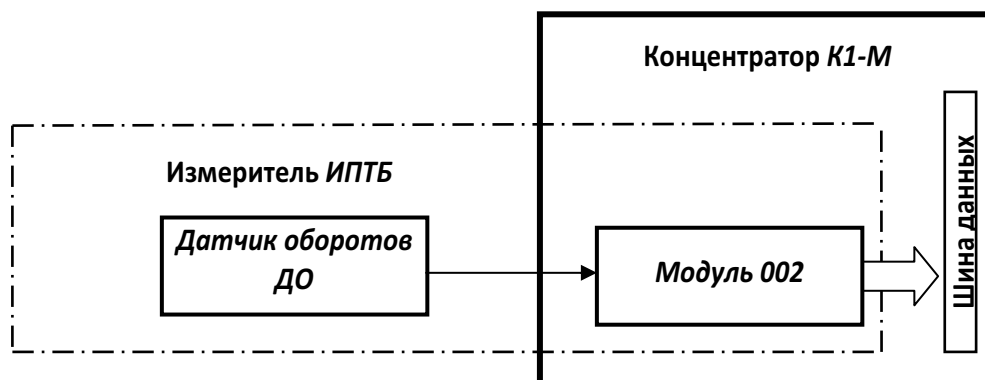 Концентратор К1-М
Измеритель ИПТБ
Датчик оборотов
ДО
Модуль 002
Шина данных